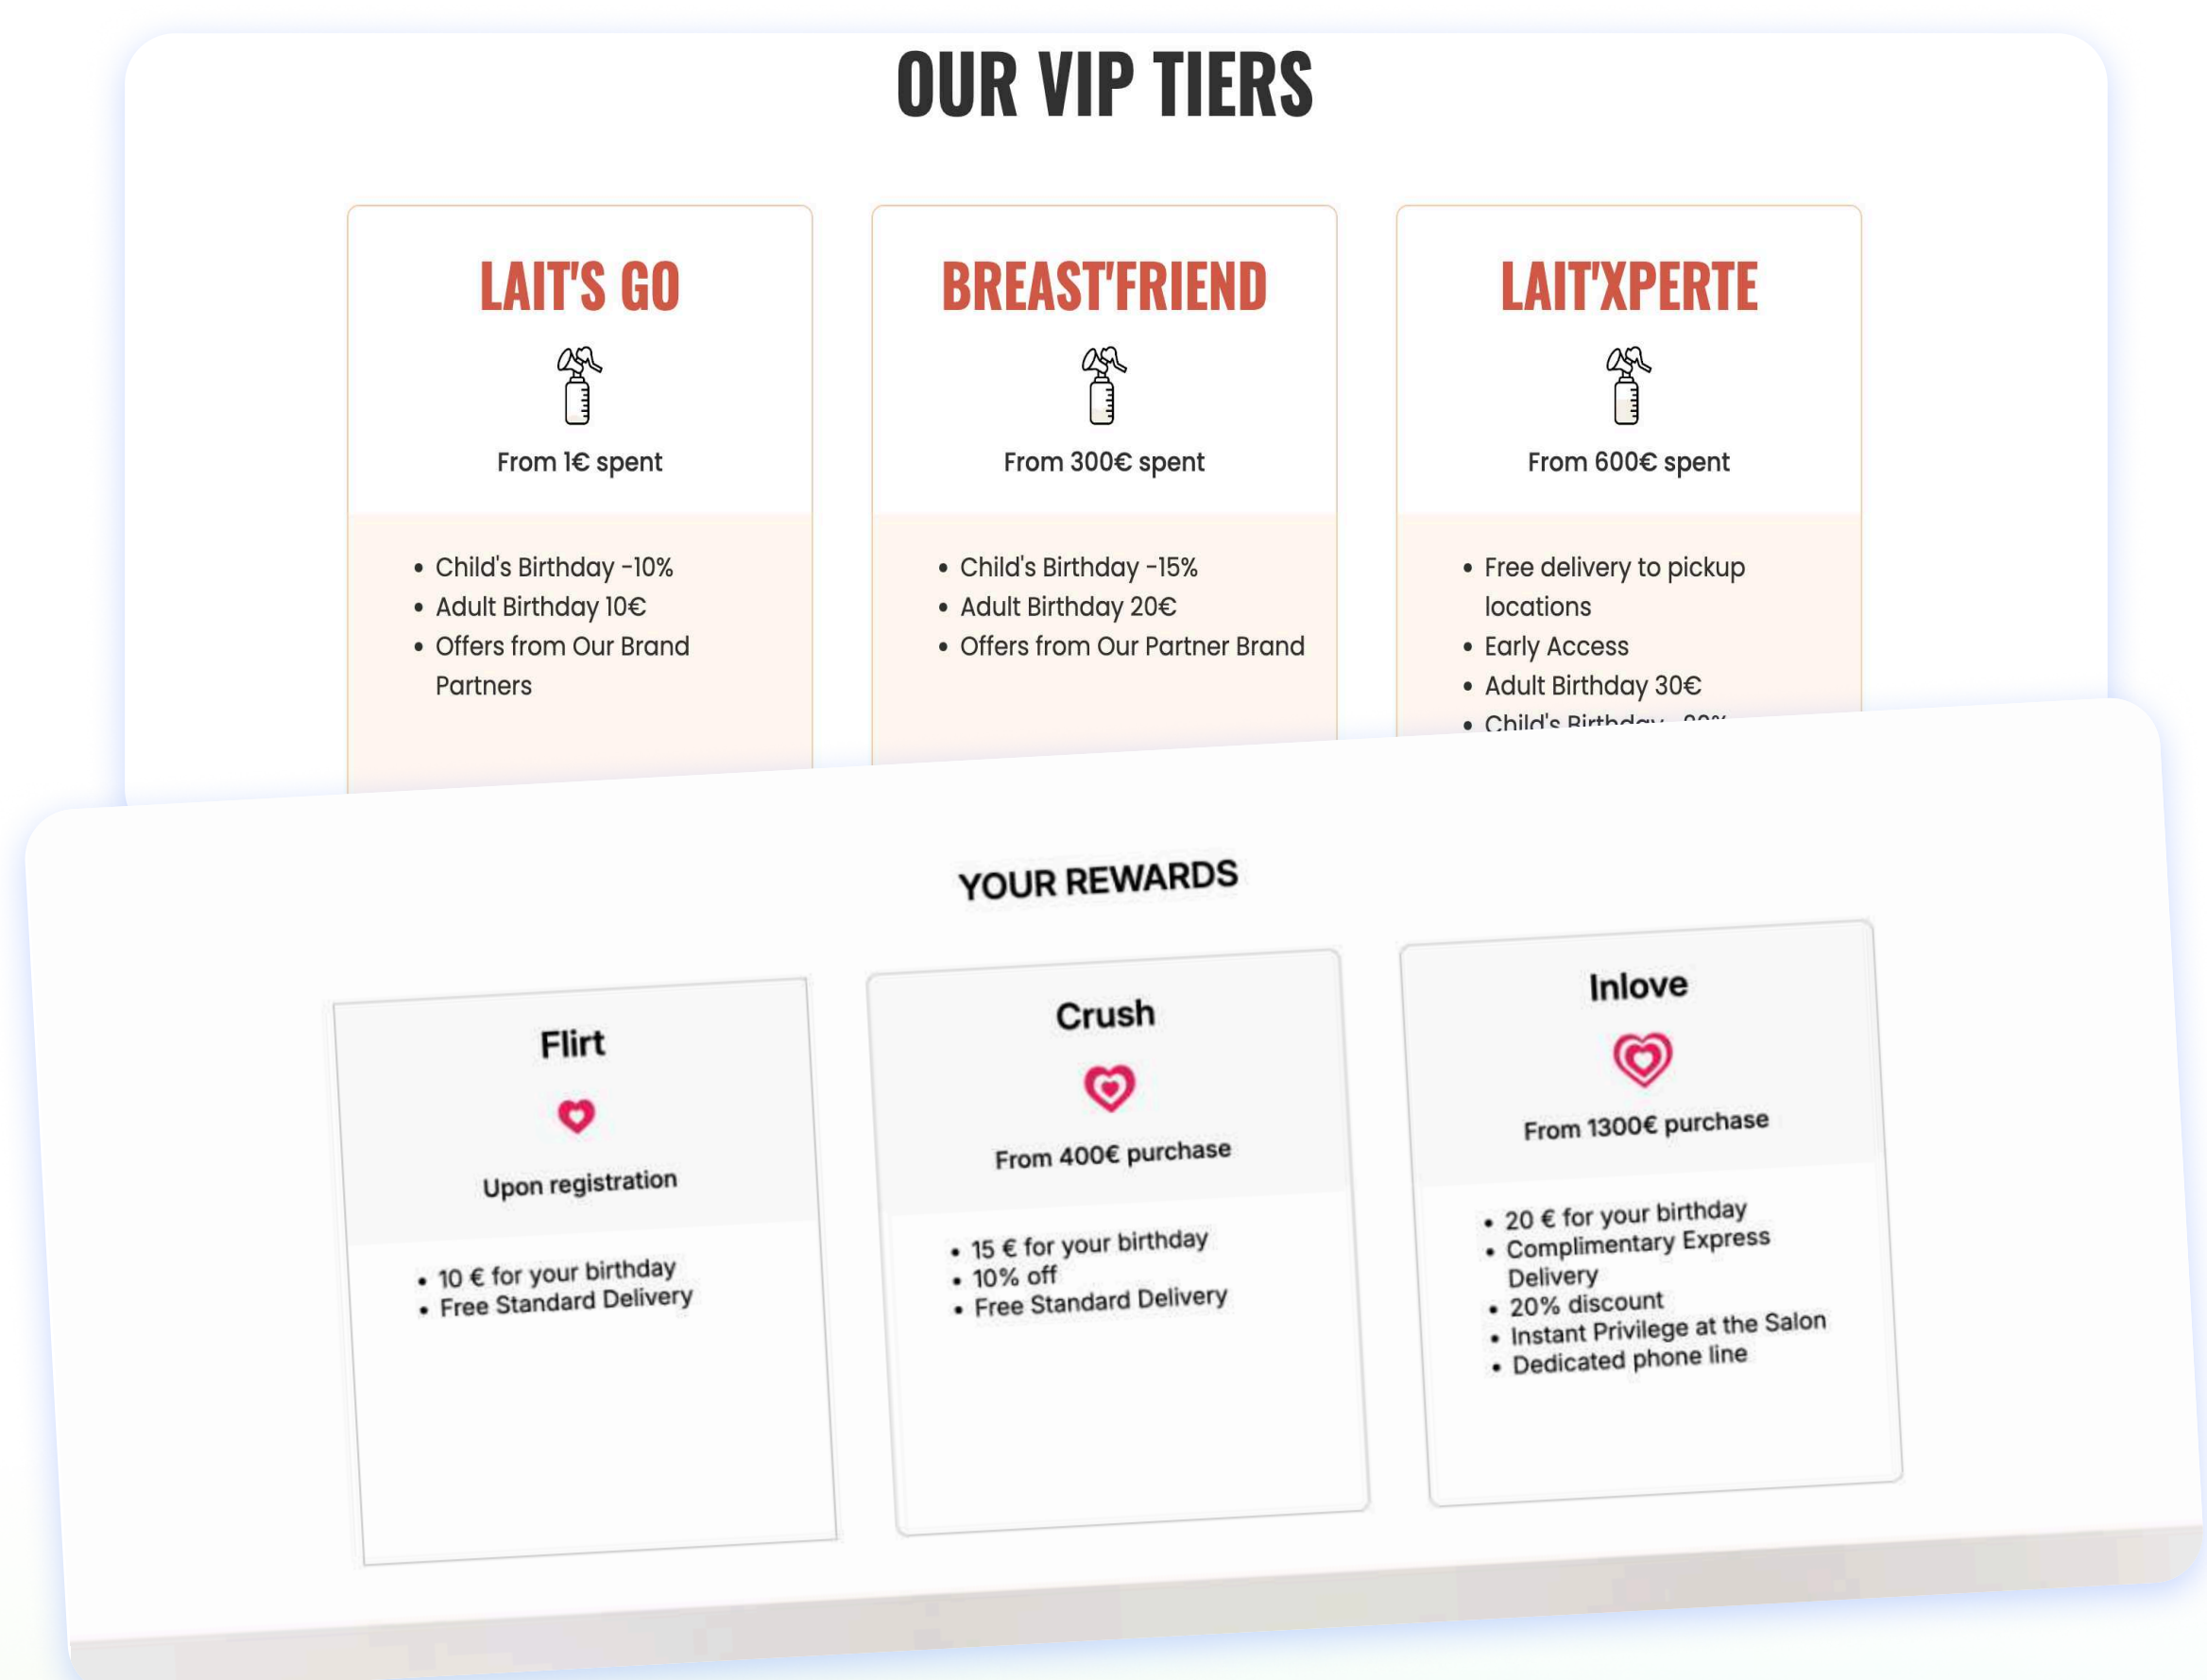 OUR VIP TIERS
LAIT'S GO
From 1€ spent
• Child's Birthday -10%
• Adult Birthday 10€
• Offers from Our Brand
Partners
BREAST'FRIEND
From 300€ spent
• Child's Birthday -15%
• Adult Birthday 20€
• Offers from Our Partner Brand
LAIT'XPERTE
From 600€ spent
• Free delivery to pickup
locations
• Early Access
• Adult Birthday 30€
• Child's Birthday
YOUR REWARDS
Flirt
Upon registration
• 10 € for your birthday
• Free Standard Delivery
Crush
From 400€ purchase
• 15 € for your birthday
• 10% off
• Free Standard Delivery
Inlove
From 1300€ purchase
• 20 € for your birthday
• Complimentary Express
Delivery
• 20% discount
• Instant Privilege at the Salon
• Dedicated phone line